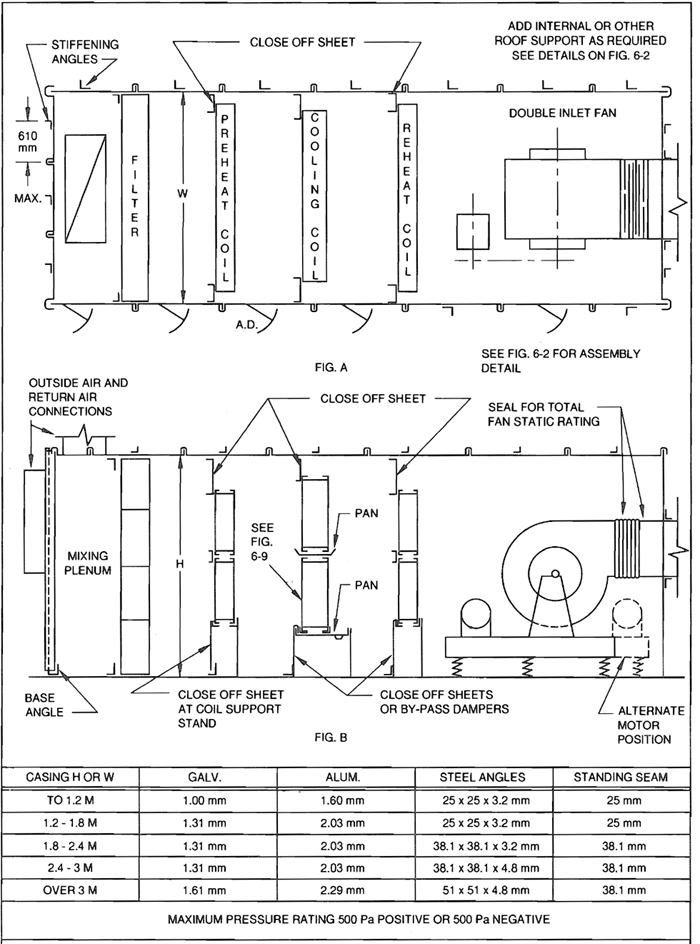 ADD INTERNAL OR OTHER
ROOF SUPPORT AS REQUIRED
SEE DETAILS ON FIG. 6-2
STIFFENING
ANGLES
CLOSE OFF SHEET
610
mm
MAX.
FILTER
W
PREHEAT COIL
COOLING COIL
REHEAT COIL
DOUBLE INLET FAN
A.D.
FIG. A
SEE FIG. 6-2 FOR ASSEMBLY
DETAIL
OUTSIDE AIR AND
RETURN AIR
CONNECTIONS
CLOSE OFF SHEET
SEAL FOR TOTAL
FAN STATIC RATING
MIXING
PLENUM
H
SEE
FIG.
6-9
PAN
PAN
BASE
ANGLE
CLOSE OFF SHEET
AT COIL SUPPORT
STAND
CLOSE OFF SHEETS
OR BY-PASS DAMPERS
ALTERNATE
MOTOR
POSITION
FIG. B
CASING H OR W GALV. ALUM. STEEL ANGLES STANDING SEAM
TO 1.2 M 1.00 mm 1.60 mm 25 x 25 x 3.2 mm 25 mm
1.2 - 1.8 M 1.31 mm 2.03 mm 25 x 25 x 3.2 mm 25 mm
1.8 - 2.4 M 1.31 mm 2.03 mm 38.1 x 38.1 x 3.2 mm 38.1 mm
2.4 - 3 M 1.31 mm 2.03 mm 38.1 x 38.1 x 4.8 mm 38.1 mm
OVER 3 M 1.61 mm 2.29 mm 51 x 51 x 4.8 mm 38.1 mm
MAXIMUM PRESSURE RATING 500 Pa POSITIVE OR 500 Pa NEGATIVE